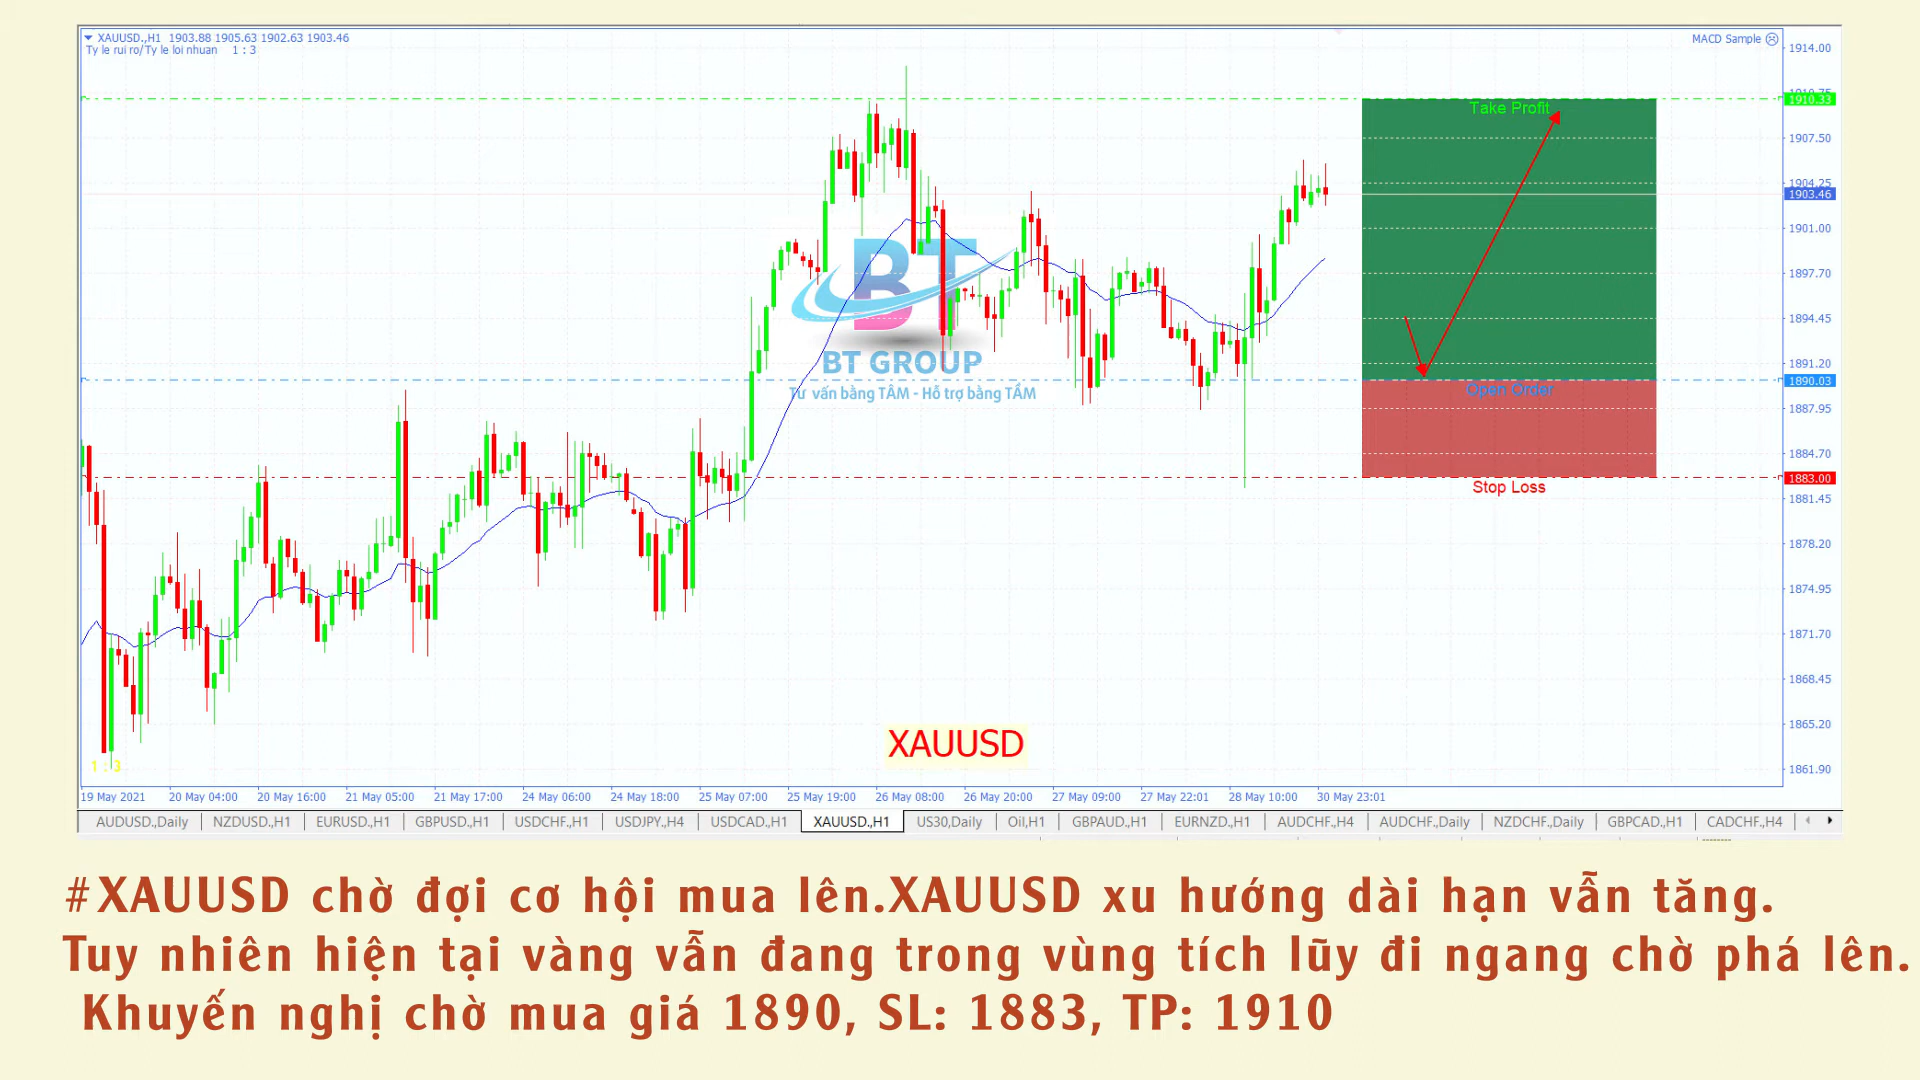 XAUUSD.,H1 1903.88 1905.63 1902.63 1903.46
Ty le rui ro/Ty le loi nhuan 1 : 3
MACD Sample
1914.00
1910.33
1907.50
1904.25
1903.46
1901.00
1897.70
1894.45
1891.20
1890.03
1887.95
1884.70
1883.00
1881.45
1878.20
1874.95
1871.70
1868.45
1865.20
1861.90
Take Profit
Open Order
Stop Loss
BT
BT GROUP
Tư vấn bằng TÂM - Hỗ trợ bằng TẦM
XAUUSD
1 : 3
19 May 2021 20 May 04:00 20 May 16:00 21 May 05:00 21 May 17:00 24 May 06:00 24 May 18:00 25 May 07:00 25 May 19:00 26 May 08:00 26 May 20:00 27 May 09:00 27 May 22:01 28 May 10:00 30 May 23:01
AUDUSD.,Daily NZDUSD.,H1 EURUSD.,H1 GBPUSD.,H1 USDCHF.,H1 USDJPY.,H4 USDCAD.,H1 XAUUSD.,H1 US30,Daily Oil,H1 GBPAUD.,H1 EURNZD.,H1 AUDCHF.,H4 AUDCHF.,Daily NZDCHF.,Daily GBPCAD.,H1 CADCHF.,H4
#XAUUSD chờ đợi cơ hội mua lên.XAUUSD xu hướng dài hạn vẫn tăng.
Tuy nhiên hiện tại vàng vẫn đang trong vùng tích lũy đi ngang chờ phá lên.
Khuyến nghị chờ mua giá 1890, SL: 1883, TP: 1910